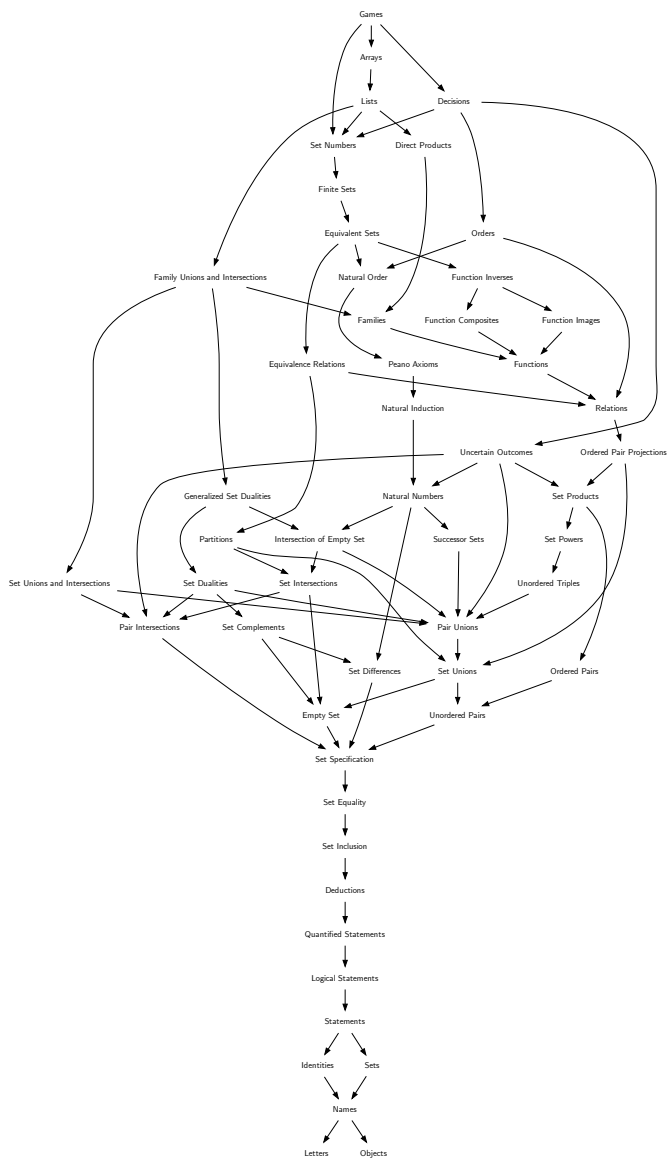 Games
Arrays
Lists
Decisions
Set Numbers
Direct Products
Finite Sets
Equivalent Sets
Orders
Family Unions and Intersections
Natural Order
Function Inverses
Families
Function Composites
Function Images
Equivalence Relations
Peano Axioms
Functions
Natural Induction
Relations
Uncertain Outcomes
Ordered Pair Projections
Generalized Set Dualities
Natural Numbers
Set Products
Partitions
Intersection of Empty Set
Successor Sets
Set Powers
Set Unions and Intersections
Set Dualities
Set Intersections
Unordered Triples
Pair Intersections
Set Complements
Pair Unions
Set Differences
Set Unions
Ordered Pairs
Empty Set
Unordered Pairs
Set Specification
Set Equality
Set Inclusion
Deductions
Quantified Statements
Logical Statements
Statements
Identities
Sets
Names
Letters
Objects